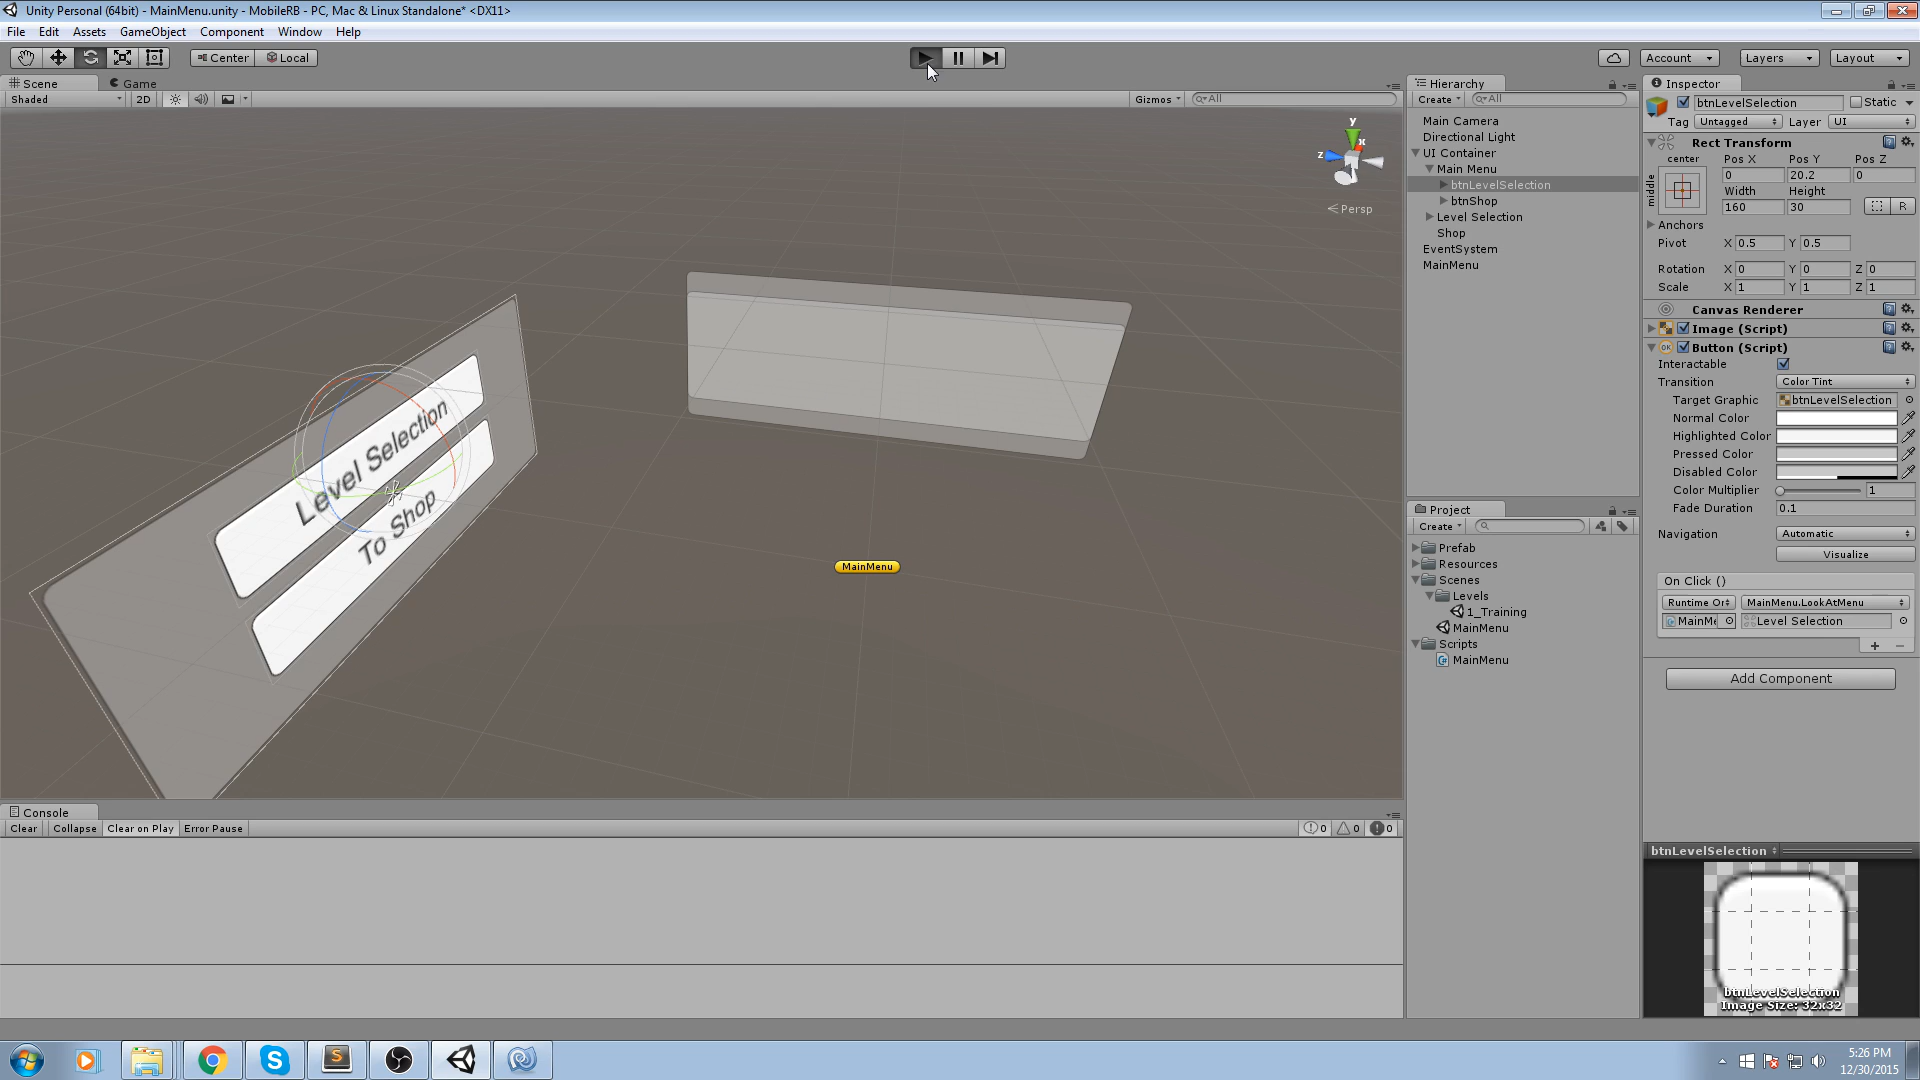 Unity Personal (64bit) - MainMenu.unity - MobileRB - PC, Mac & Linux Standalone* <DX11>
File Edit Assets GameObject Component Window Help
Center Local Account Layers Layout
Scene Game
Shaded 2D Gizmos All
y
x
z
Persp
Level Selection
To Shop
MainMenu
Hierarchy
Create All
Main Camera
Directional Light
UI Container
Main Menu
btnLevelSelection
btnShop
Level Selection
Shop
EventSystem
MainMenu
Project
Create
Prefab
Resources
Scenes
Levels
1_Training
MainMenu
Scripts
MainMenu
Inspector
btnLevelSelection Static
Tag Untagged Layer UI
Rect Transform
center Pos X Pos Y Pos Z
middle 0 20.2 0
Width Height
160 30 R
Anchors
Pivot X 0.5 Y 0.5
Rotation X 0 Y 0 Z 0
Scale X 1 Y 1 Z 1
Canvas Renderer
Image (Script)
OK Button (Script)
Interactable
Transition Color Tint
Target Graphic btnLevelSelection
Normal Color
Highlighted Color
Pressed Color
Disabled Color
Color Multiplier 1
Fade Duration 0.1
Navigation Automatic
Visualize
On Click ()
Runtime Or MainMenu.LookAtMenu
MainMe Level Selection
Add Component
btnLevelSelection
btnLevelSelection
Image Size: 32x32
Console
Clear Collapse Clear on Play Error Pause 0 0 0
5:26 PM
12/30/2015